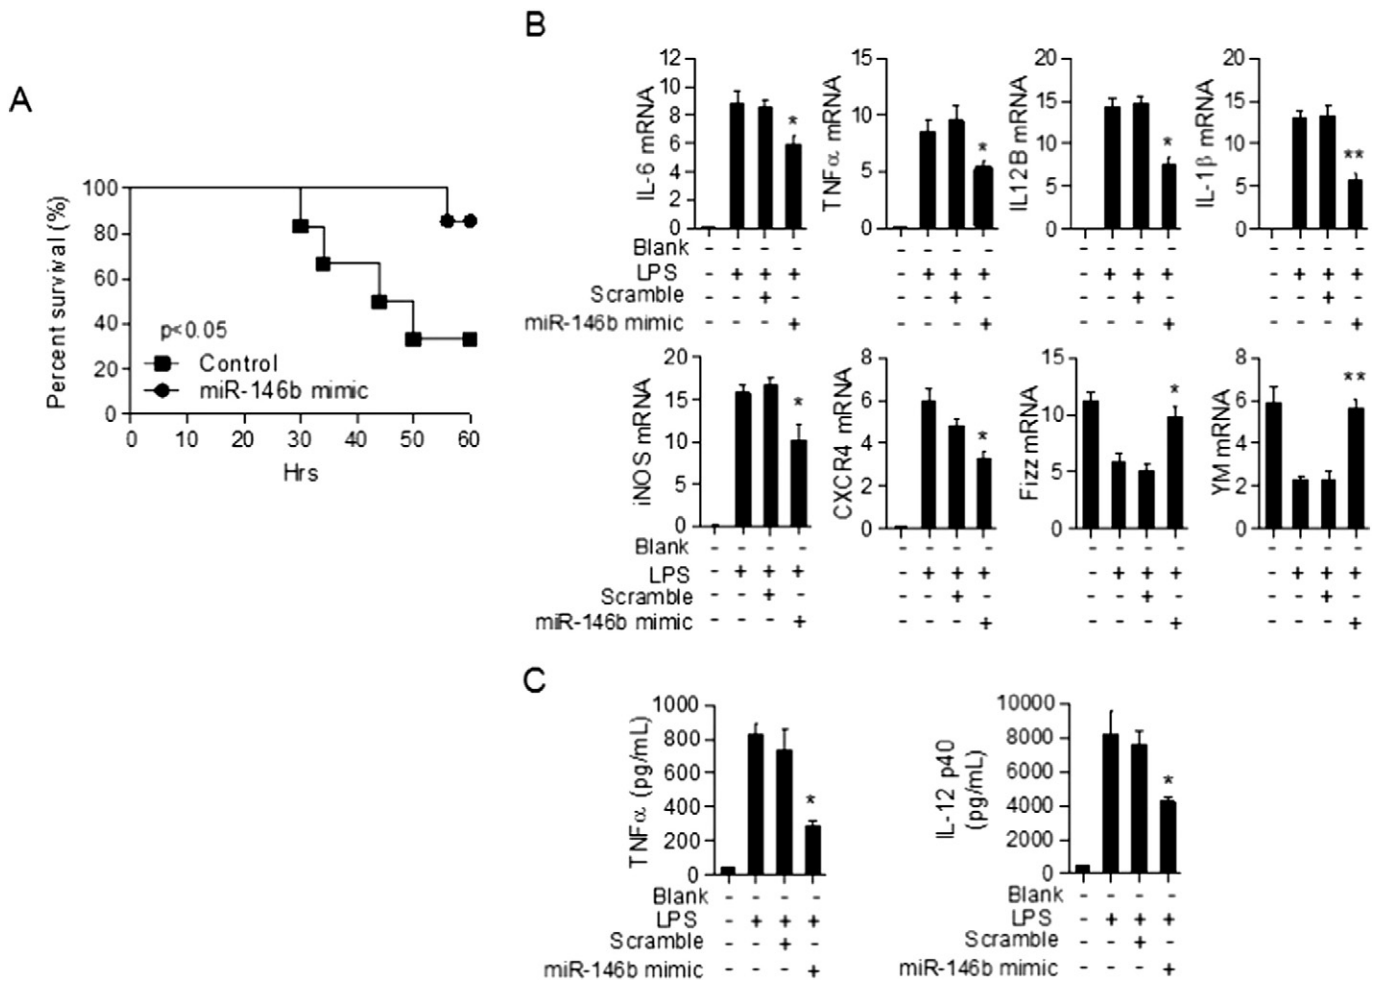 A
Percent survival (%)
100
80
60
40
20
0
p<0.05
Control
miR-146b mimic
0 10 20 30 40 50 60
Hrs
B
IL-6 mRNA
12
10
8
6
4
2
0
*
TNFα mRNA
15
10
5
0
*
IL12B mRNA
20
15
10
5
0
*
IL-1β mRNA
20
15
10
5
0
**
Blank - - - - - - - - - - - - - - - -
LPS - + + + - + + + - + + + - + + +
Scramble - - + - - - + - - - + - - - + -
miR-146b mimic - - - + - - - + - - - + - - - +
iNOS mRNA
20
15
10
5
0
*
CXCR4 mRNA
8
6
4
2
0
*
Fizz mRNA
15
10
5
0
*
YM mRNA
8
6
4
2
0
**
Blank - - - - - - - - - - - - - - - -
LPS - + + + - + + + - + + + - + + +
Scramble - - + - - - + - - - + - - - + -
miR-146b mimic - - - + - - - + - - - + - - - +
C
TNFα (pg/mL)
1000
800
600
400
200
0
*
Blank - - - -
LPS - + + +
Scramble - - + -
miR-146b mimic - - - +
IL-12 p40
(pg/mL)
10000
8000
6000
4000
2000
0
*
Blank - - - -
LPS - + + +
Scramble - - + -
miR-146b mimic - - - +